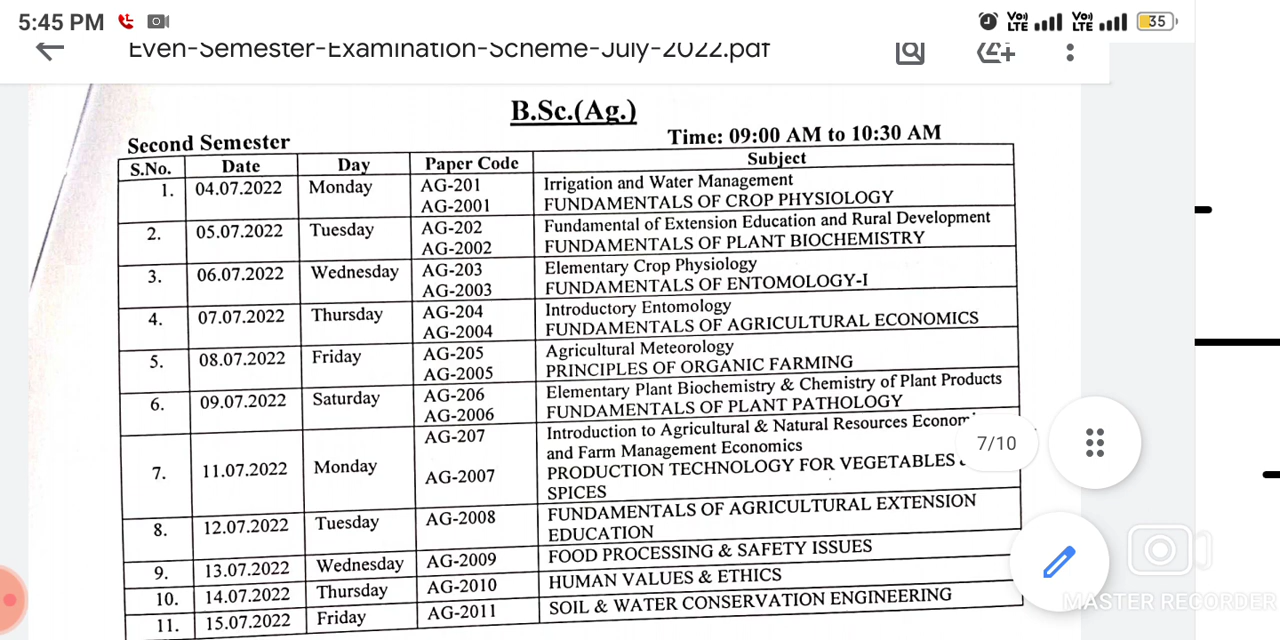 5:45 PM
Vo) LTE Vo) LTE 35
Even-Semester-Examination-Scheme-July-2022.pdf
B.Sc.(Ag.)
Second Semester Time: 09:00 AM to 10:30 AM
S.No. Date Day Paper Code Subject
1. 04.07.2022 Monday AG-201 Irrigation and Water Management
AG-2001 FUNDAMENTALS OF CROP PHYSIOLOGY
2. 05.07.2022 Tuesday AG-202 Fundamental of Extension Education and Rural Development
AG-2002 FUNDAMENTALS OF PLANT BIOCHEMISTRY
3. 06.07.2022 Wednesday AG-203 Elementary Crop Physiology
AG-2003 FUNDAMENTALS OF ENTOMOLOGY-I
4. 07.07.2022 Thursday AG-204 Introductory Entomology
AG-2004 FUNDAMENTALS OF AGRICULTURAL ECONOMICS
5. 08.07.2022 Friday AG-205 Agricultural Meteorology
AG-2005 PRINCIPLES OF ORGANIC FARMING
6. 09.07.2022 Saturday AG-206 Elementary Plant Biochemistry & Chemistry of Plant Products
AG-2006 FUNDAMENTALS OF PLANT PATHOLOGY
7. 11.07.2022 Monday AG-207 Introduction to Agricultural & Natural Resources
and Farm Management Economics
AG-2007 PRODUCTION TECHNOLOGY FOR VEGETABLES
SPICES
7/10
8. 12.07.2022 Tuesday AG-2008 FUNDAMENTALS OF AGRICULTURAL EXTENSION
EDUCATION
9. 13.07.2022 Wednesday AG-2009 FOOD PROCESSING & SAFETY ISSUES
10. 14.07.2022 Thursday AG-2010 HUMAN VALUES & ETHICS
11. 15.07.2022 Friday AG-2011 SOIL & WATER CONSERVATION ENGINEERING
MASTER RECORDER